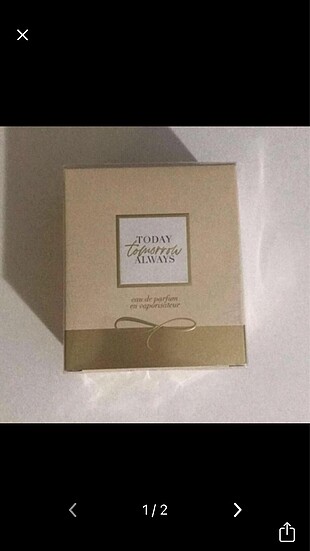 TODAY
tomorrow
ALWAYS
eau de parfum
en vaporisateur
1/2